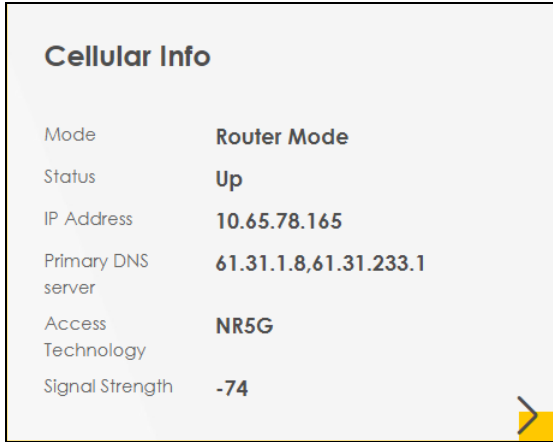 Cellular Info
Mode Router Mode
Status Up
IP Address 10.65.78.165
Primary DNS 61.31.1.8,61.31.233.1
server
Access NR5G
Technology
Signal Strength -74